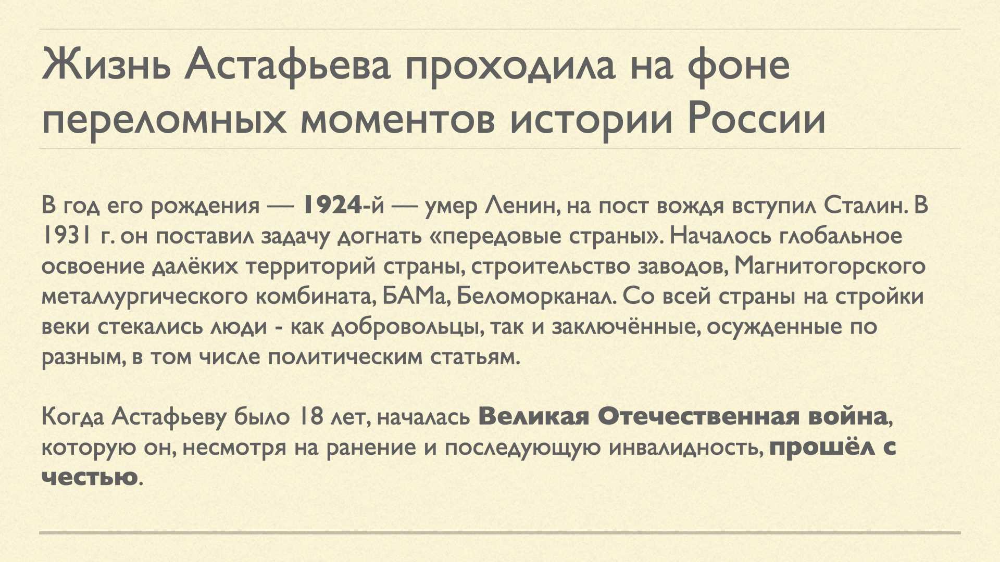 Жизнь Астафьева проходила на фоне
переломных моментов истории России
В год его рождения — 1924-й — умер Ленин, на пост вождя вступил Сталин. В
1931 г. он поставил задачу догнать «передовые страны». Началось глобальное
освоение далёких территорий страны, строительство заводов, Магнитогорского
металлургического комбината, БАМа, Беломорканал. Со всей страны на стройки
веки стекались люди - как добровольцы, так и заключённые, осужденные по
разным, в том числе политическим статьям.
Когда Астафьеву было 18 лет, началась Великая Отечественная война,
которую он, несмотря на ранение и последующую инвалидность, прошёл с
честью.